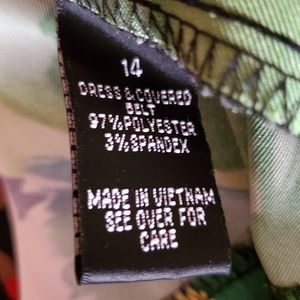 14
DRESS & COVERED
BELT
97% POLYESTER
3% SPANDEX
MADE IN VIETNAM
SEE OVER FOR
CARE